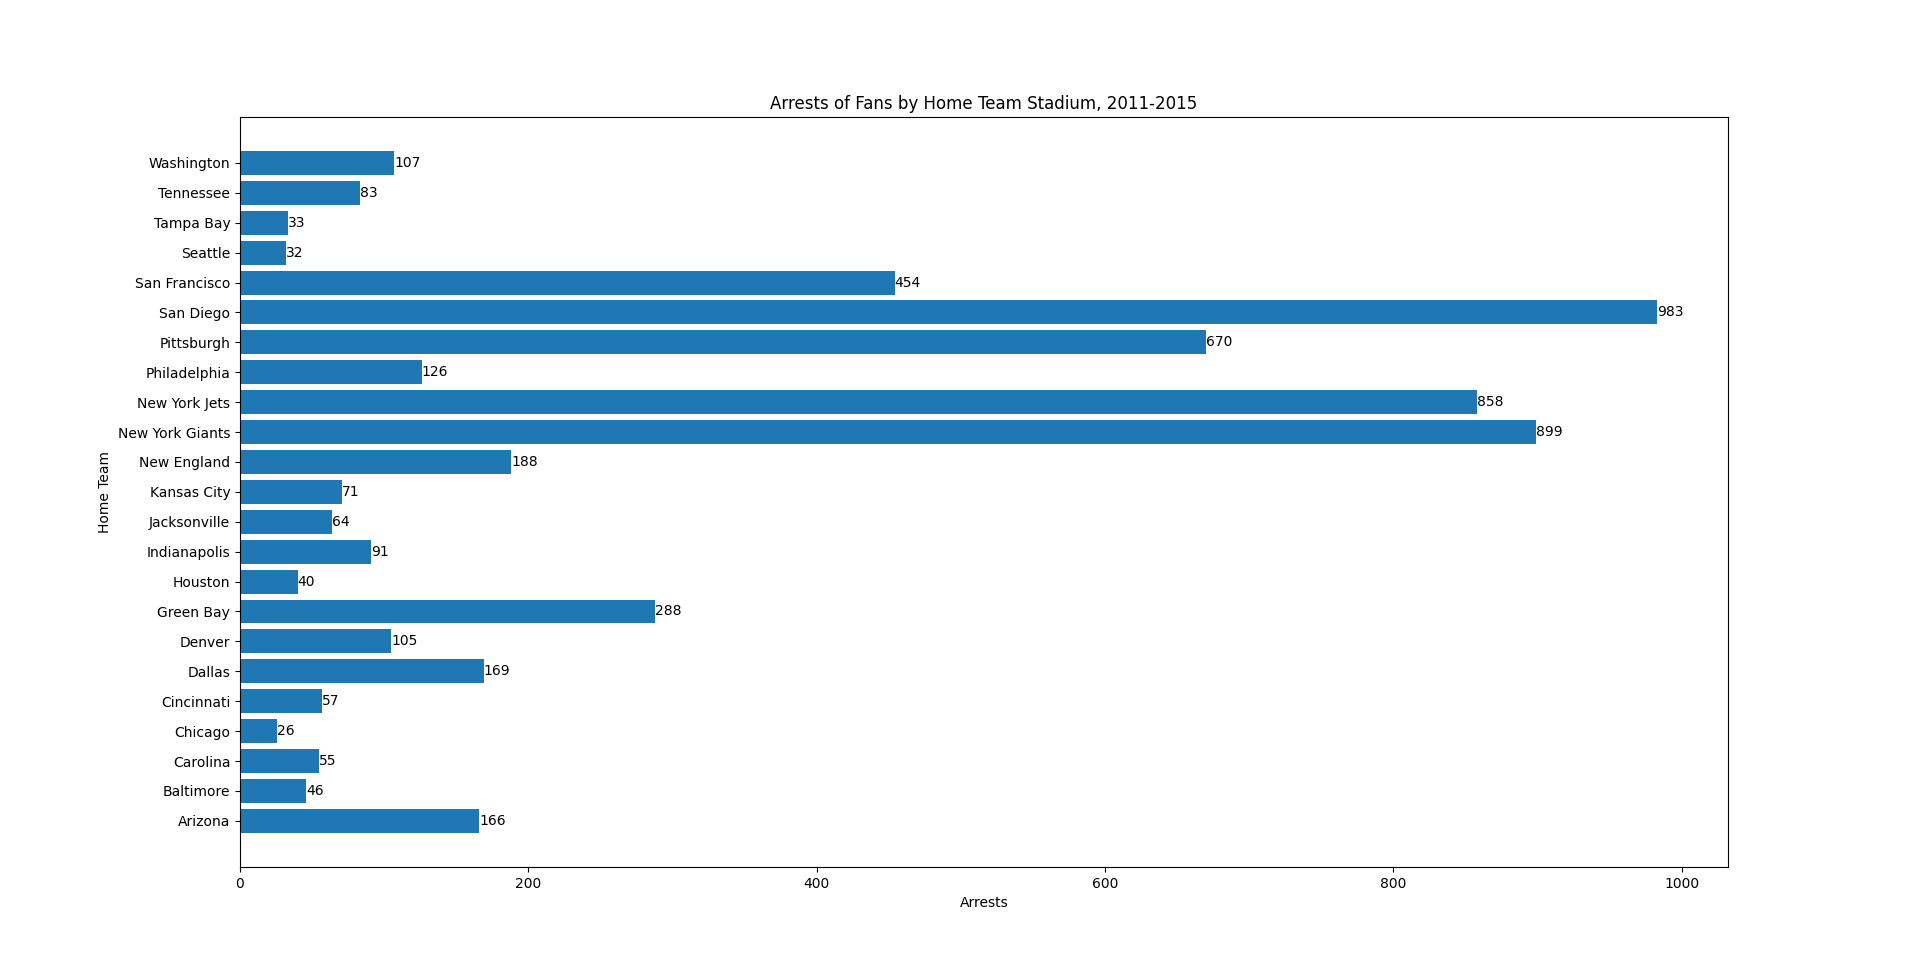 Arrests of Fans by Home Team Stadium, 2011-2015
Washington 107
Tennessee 83
Tampa Bay 33
Seattle 32
San Francisco 454
San Diego 983
Pittsburgh 670
Philadelphia 126
New York Jets 858
New York Giants 899
New England 188
Kansas City 71
Jacksonville 64
Indianapolis 91
Houston 40
Green Bay 288
Denver 105
Dallas 169
Cincinnati 57
Chicago 26
Carolina 55
Baltimore 46
Arizona 166
Home Team
0 200 400 600 800 1000
Arrests